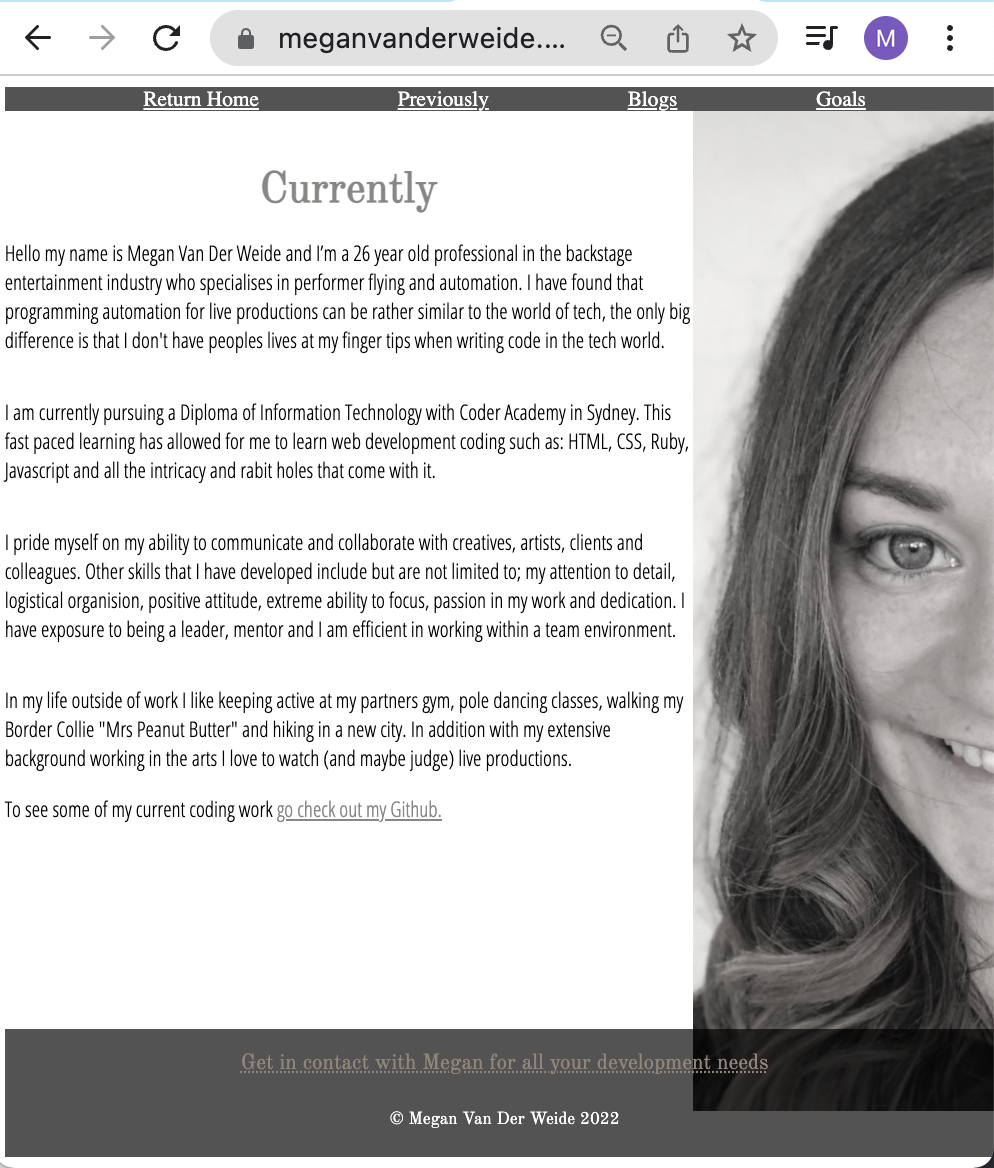 meganvanderweide....
M
Return Home Previously Blogs Goals
Currently
Hello my name is Megan Van Der Weide and I’m a 26 year old professional in the backstage
entertainment industry who specialises in performer flying and automation. I have found that
programming automation for live productions can be rather similar to the world of tech, the only big
difference is that I don't have peoples lives at my finger tips when writing code in the tech world.
I am currently pursuing a Diploma of Information Technology with Coder Academy in Sydney. This
fast paced learning has allowed for me to learn web development coding such as: HTML, CSS, Ruby,
Javascript and all the intricacy and rabit holes that come with it.
I pride myself on my ability to communicate and collaborate with creatives, artists, clients and
colleagues. Other skills that I have developed include but are not limited to; my attention to detail,
logistical organision, positive attitude, extreme ability to focus, passion in my work and dedication. I
have exposure to being a leader, mentor and I am efficient in working within a team environment.
In my life outside of work I like keeping active at my partners gym, pole dancing classes, walking my
Border Collie "Mrs Peanut Butter" and hiking in a new city. In addition with my extensive
background working in the arts I love to watch (and maybe judge) live productions.
To see some of my current coding work go check out my Github.
Get in contact with Megan for all your development needs
© Megan Van Der Weide 2022